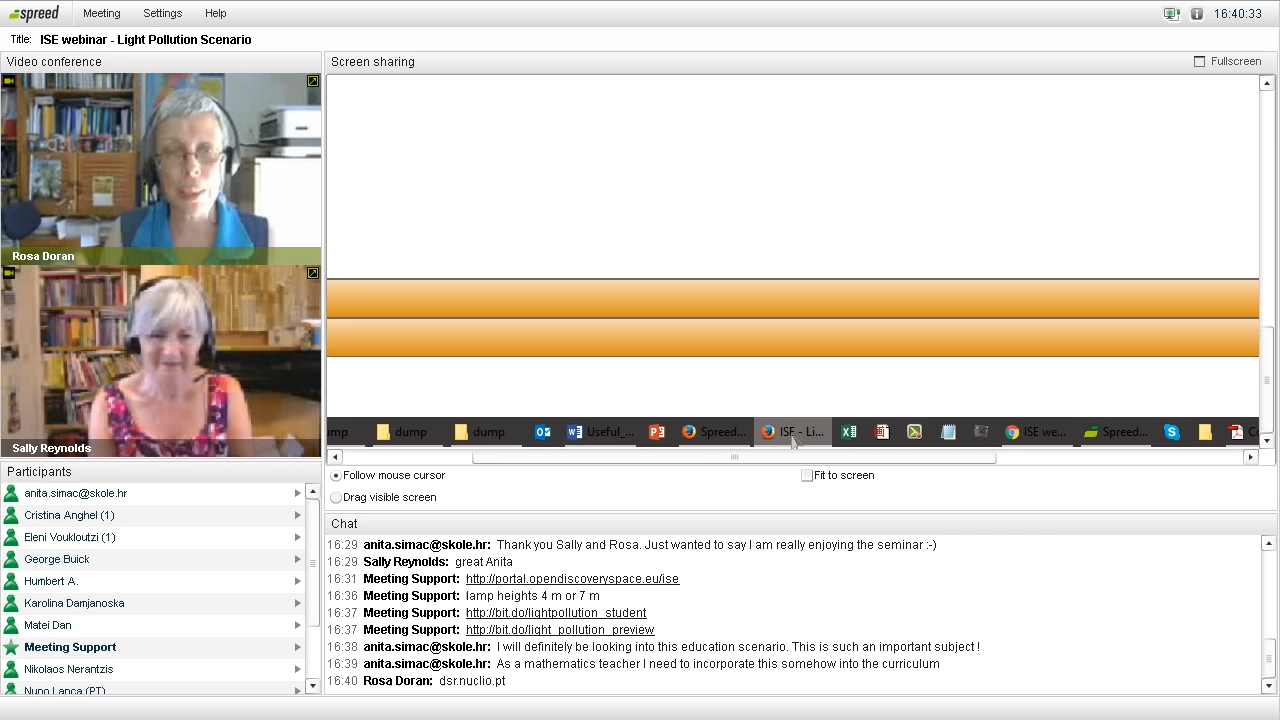 spreed Meeting Settings Help 16:40:33
Title: ISE webinar - Light Pollution Scenario
Video conference
Rosa Doran
Sally Reynolds
Participants
anita.simac@skole.hr
Cristina Anghel (1)
Eleni Voukloutzi (1)
George Buick
Humbert A.
Karolina Damjanoska
Matei Dan
Meeting Support
Nikolaos Nerantzis
Nuno Lança (PT)
Screen sharing Fullscreen
ump dump dump Useful_... Spreed... ISE - Li... ISE we... Spreed...
Follow mouse cursor Fit to screen
Drag visible screen
Chat
16:29 anita.simac@skole.hr: Thank you Sally and Rosa. Just wanted to say I am really enjoying the seminar :-)
16:29 Sally Reynolds: great Anita
16:31 Meeting Support: http://portal.opendiscoveryspace.eu/ise
16:36 Meeting Support: lamp heights 4 m or 7 m
16:37 Meeting Support: http://bit.do/lightpollution_student
16:37 Meeting Support: http://bit.do/light_pollution_preview
16:38 anita.simac@skole.hr: I will definitely be looking into this education scenario. This is such an important subject !
16:39 anita.simac@skole.hr: As a mathematics teacher I need to incorporate this somehow into the curriculum
16:40 Rosa Doran: dsr.nuclio.pt